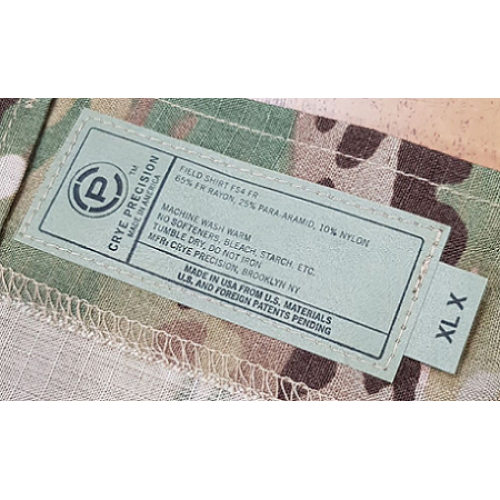 P
CRYE PRECISION™
MADE IN AMERICA
FIELD SHIRT FS4 FR
65% FR RAYON, 25% PARA-ARAMID, 10% NYLON
MACHINE WASH WARM
NO SOFTENERS, BLEACH, STARCH, ETC.
TUMBLE DRY, DO NOT IRON
MFR: CRYE PRECISION, BROOKLYN NY
MADE IN USA FROM U.S. MATERIALS
U.S. AND FOREIGN PATENTS PENDING
XL X